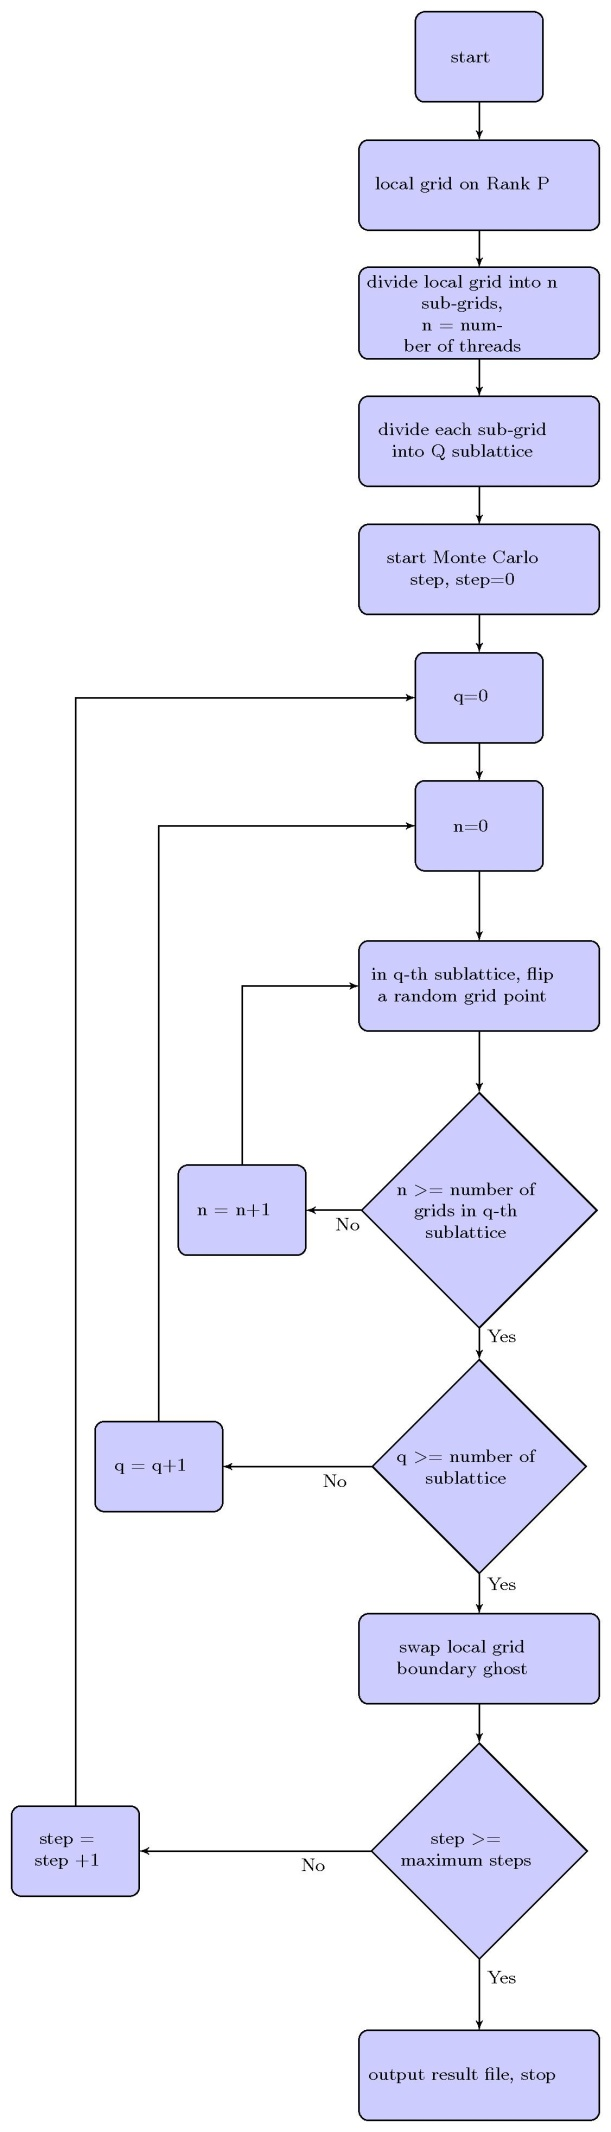 start
local grid on Rank P
divide local grid into n
sub-grids,
n = num-
ber of threads
divide each sub-grid
into Q sublattice
start Monte Carlo
step, step=0
q=0
n=0
in q-th sublattice, flip
a random grid point
n >= number of
grids in q-th
sublattice
n = n+1
No
Yes
q >= number of
sublattice
q = q+1
No
Yes
swap local grid
boundary ghost
step >=
maximum steps
step =
step +1
No
Yes
output result file, stop